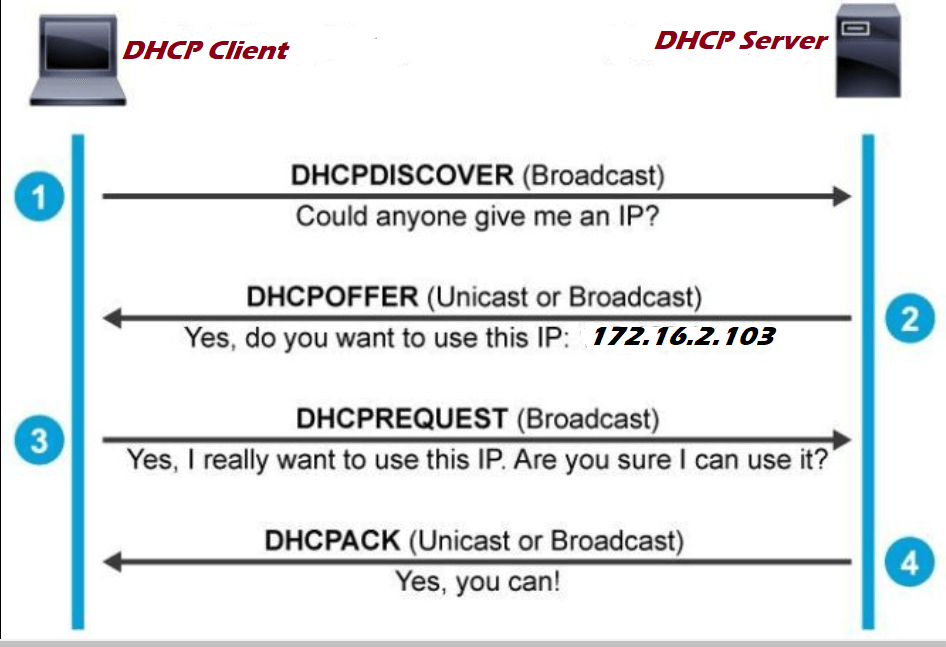 DHCP Client
DHCP Server
1
DHCPDISCOVER (Broadcast)
Could anyone give me an IP?
DHCPOFFER (Unicast or Broadcast)
2
Yes, do you want to use this IP: 172.16.2.103
3
DHCPREQUEST (Broadcast)
Yes, I really want to use this IP. Are you sure I can use it?
DHCPACK (Unicast or Broadcast)
4
Yes, you can!